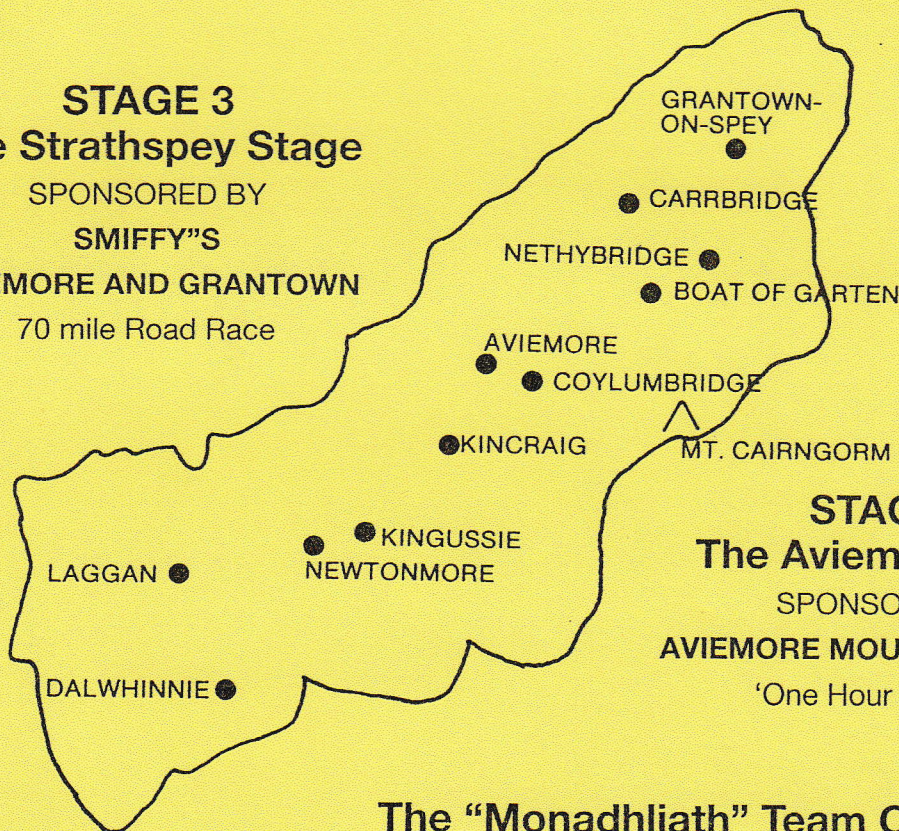 STAGE 3
e Strathspey Stage
SPONSORED BY
SMIFFY"S
EMORE AND GRANTOWN
70 mile Road Race
GRANTOWN-
ON-SPEY
CARRBRIDGE
NETHYBRIDGE
BOAT OF GARTEN
AVIEMORE
COYLUMBRIDGE
KINCRAIG
MT. CAIRNGORM
KINGUSSIE
NEWTONMORE
LAGGAN
DALWHINNIE
STAG
The Aviem
SPONSO
AVIEMORE MOU
'One Hour
The “Monadhliath” Team C